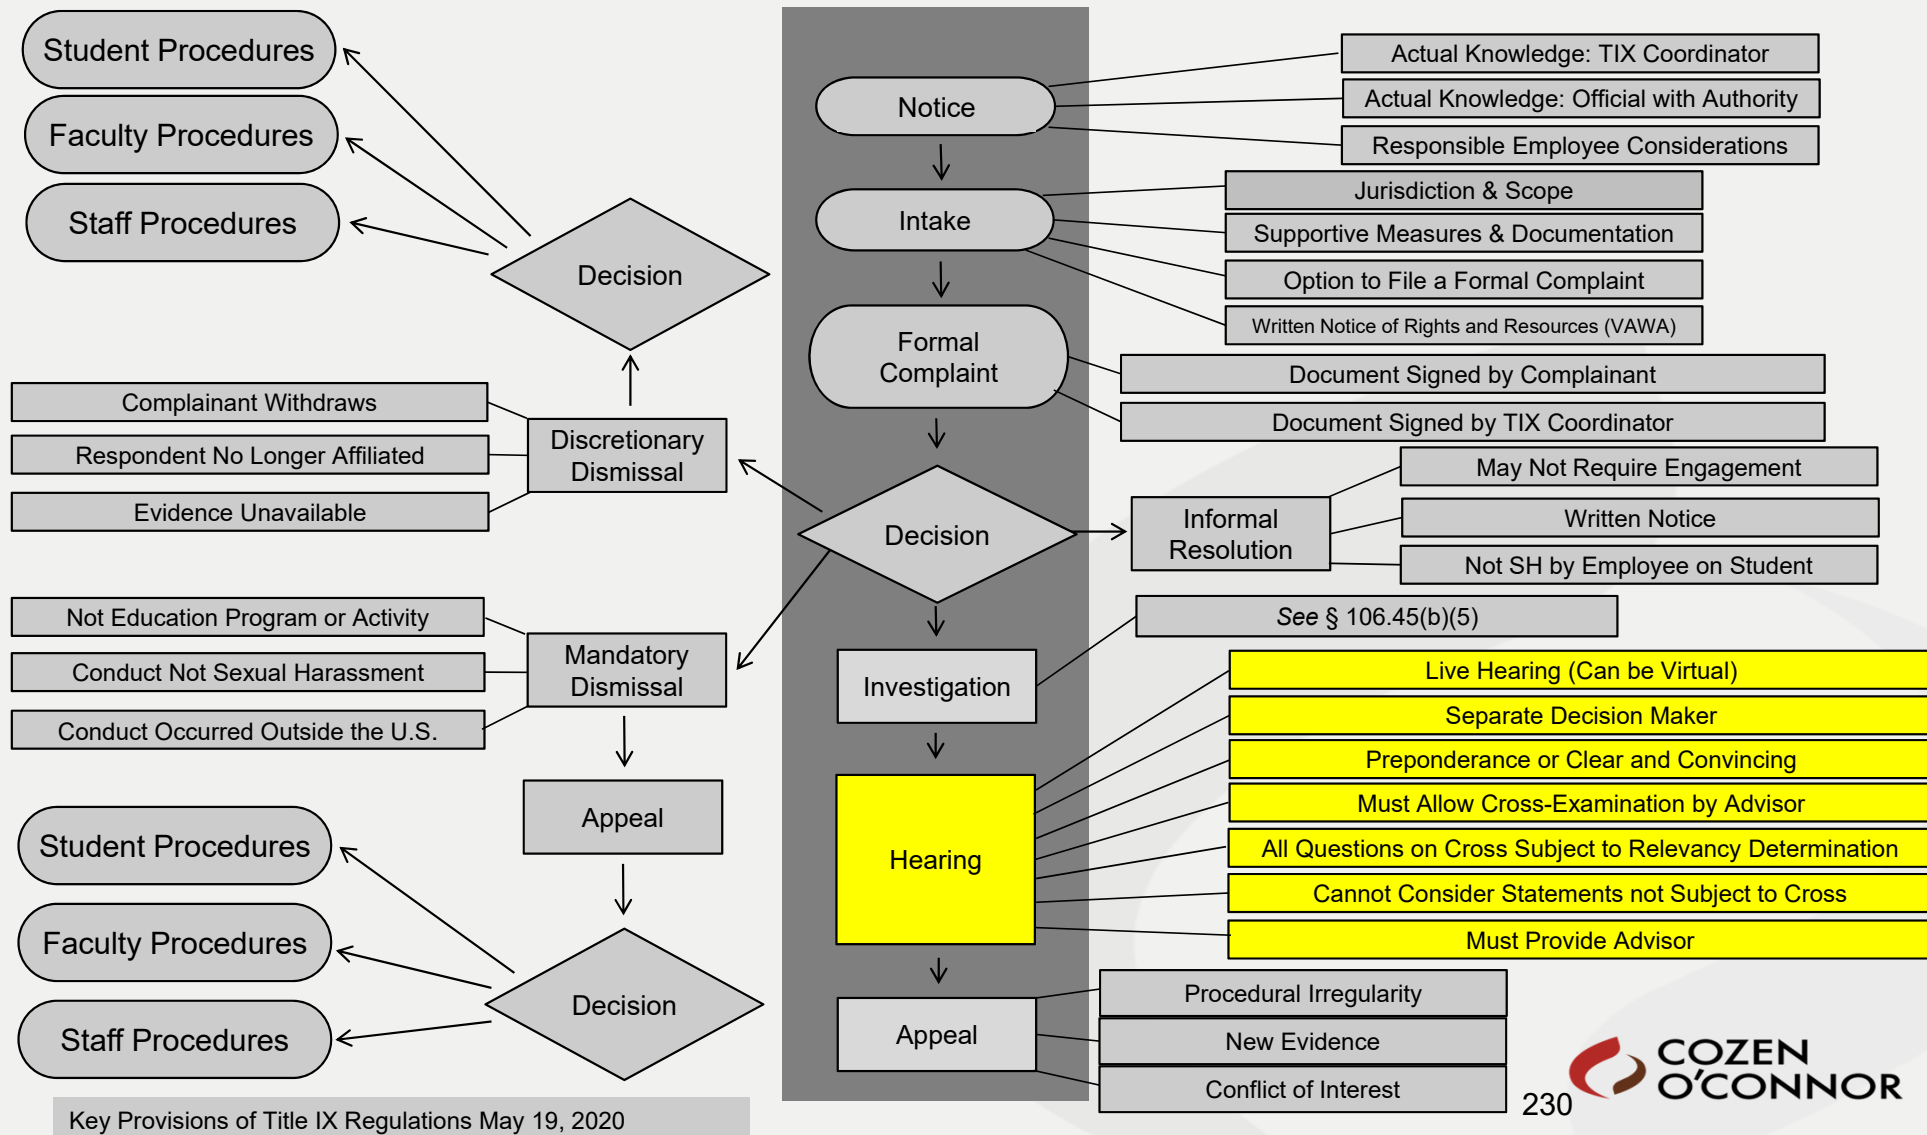 Student Procedures
Faculty Procedures
Staff Procedures
Decision
Complainant Withdraws
Respondent No Longer Affiliated
Evidence Unavailable
Discretionary
Dismissal
Not Education Program or Activity
Conduct Not Sexual Harassment
Conduct Occurred Outside the U.S.
Mandatory
Dismissal
Appeal
Student Procedures
Faculty Procedures
Staff Procedures
Decision
Notice
Actual Knowledge: TIX Coordinator
Actual Knowledge: Official with Authority
Responsible Employee Considerations
Intake
Jurisdiction & Scope
Supportive Measures & Documentation
Option to File a Formal Complaint
Written Notice of Rights and Resources (VAWA)
Formal
Complaint
Document Signed by Complainant
Document Signed by TIX Coordinator
Decision
Informal
Resolution
May Not Require Engagement
Written Notice
Not SH by Employee on Student
Investigation
See § 106.45(b)(5)
Hearing
Live Hearing (Can be Virtual)
Separate Decision Maker
Preponderance or Clear and Convincing
Must Allow Cross-Examination by Advisor
All Questions on Cross Subject to Relevancy Determination
Cannot Consider Statements not Subject to Cross
Must Provide Advisor
Appeal
Procedural Irregularity
New Evidence
Conflict of Interest
Key Provisions of Title IX Regulations May 19, 2020
230
COZEN
O'CONNOR